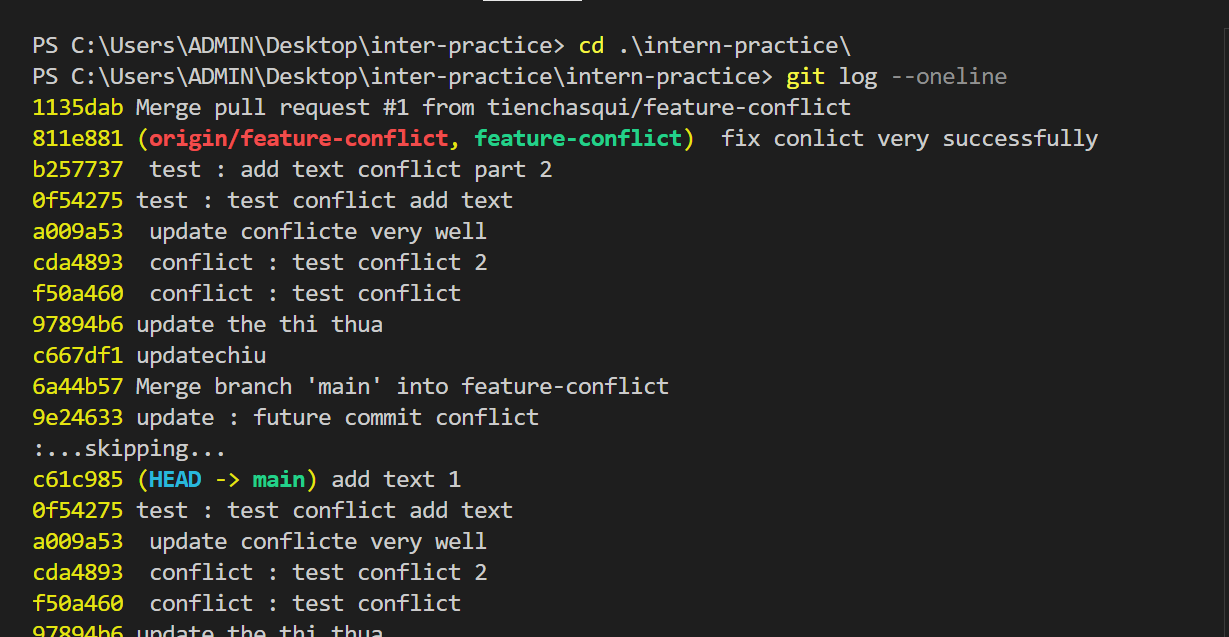 PS C:\Users\ADMIN\Desktop\inter-practice> cd .\intern-practice\
PS C:\Users\ADMIN\Desktop\inter-practice\intern-practice> git log --oneline
1135dab Merge pull request #1 from tienchasqui/feature-conflict
811e881 (origin/feature-conflict, feature-conflict)  fix conlict very successfully
b257737  test : add text conflict part 2
0f54275 test : test conflict add text
a009a53  update conflicte very well
cda4893  conflict : test conflict 2
f50a460  conflict : test conflict
97894b6 update the thi thua
c667df1 updatechiu
6a44b57 Merge branch 'main' into feature-conflict
9e24633 update : future commit conflict
:...skipping...
c61c985 (HEAD -> main) add text 1
0f54275 test : test conflict add text
a009a53  update conflicte very well
cda4893  conflict : test conflict 2
f50a460  conflict : test conflict
97894b6 update the thi thua